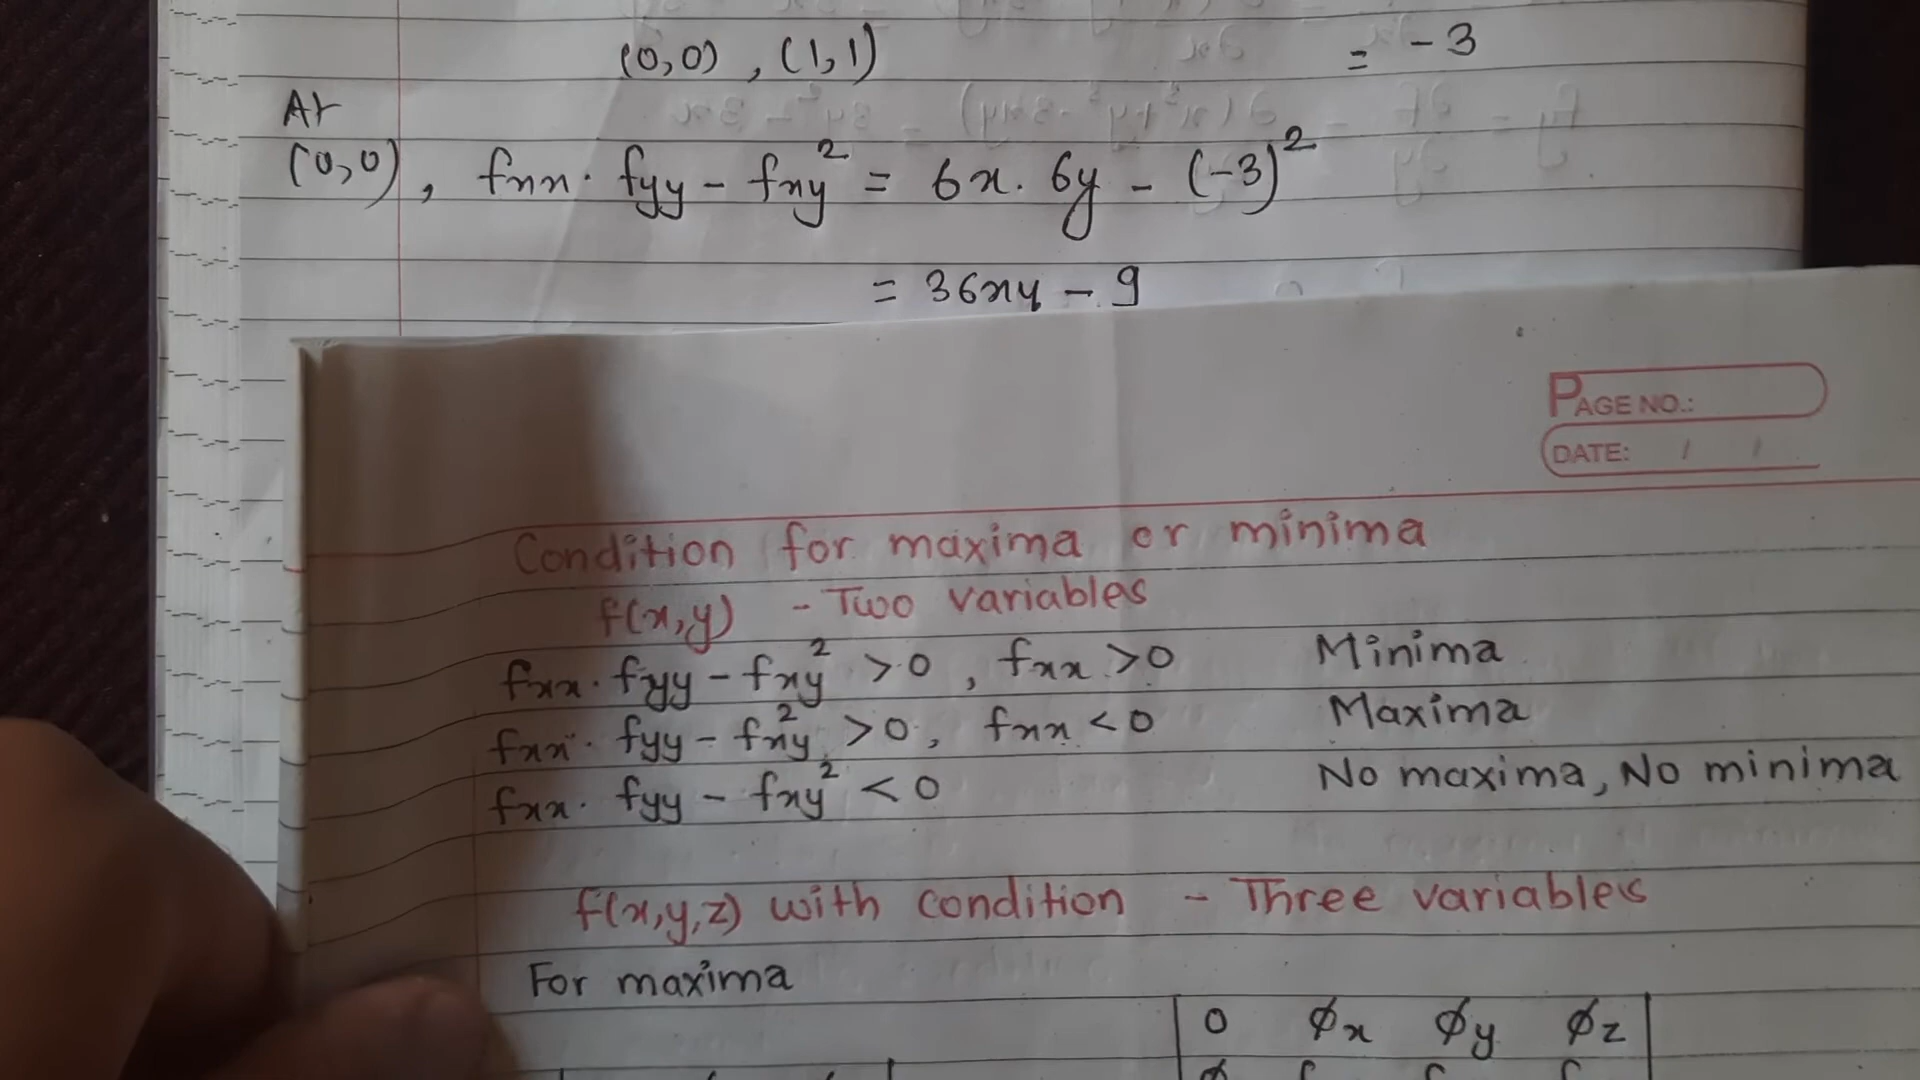 (0,0) , (1,1) = -3
At
(0,0), fxx. fyy - fxy² = 6x. 6y - (-3)²
= 36xy - 9
PAGE NO.:
DATE: / /
Condition for maxima or minima
f(x,y) - Two variables
fxx. fyy - fxy² >0 , fxx >0 Minima
fxx. fyy - fxy² >0, fxx <0 Maxima
fxx. fyy - fxy² <0 No maxima, No minima
f(x,y,z) with condition - Three variables
For maxima
0 ϕx ϕy ϕz